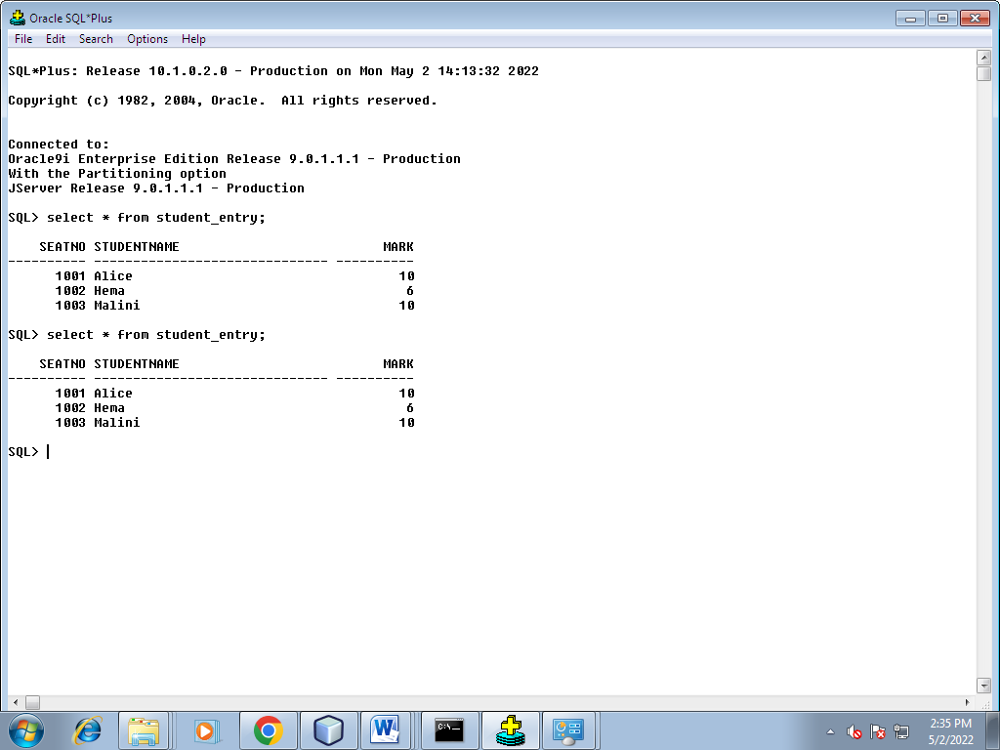 Oracle SQL*Plus
File Edit Search Options Help
SQL*Plus: Release 10.1.0.2.0 - Production on Mon May 2 14:13:32 2022
Copyright (c) 1982, 2004, Oracle.  All rights reserved.
Connected to:
Oracle9i Enterprise Edition Release 9.0.1.1.1 - Production
With the Partitioning option
JServer Release 9.0.1.1.1 - Production
SQL> select * from student_entry;
    SEATNO STUDENTNAME                          MARK
---------- ------------------------------ ----------
      1001 Alice                                  10
      1002 Hema                                    6
      1003 Malini                                 10
SQL> select * from student_entry;
    SEATNO STUDENTNAME                          MARK
---------- ------------------------------ ----------
      1001 Alice                                  10
      1002 Hema                                    6
      1003 Malini                                 10
SQL>
C:\
W
2:35 PM
5/2/2022